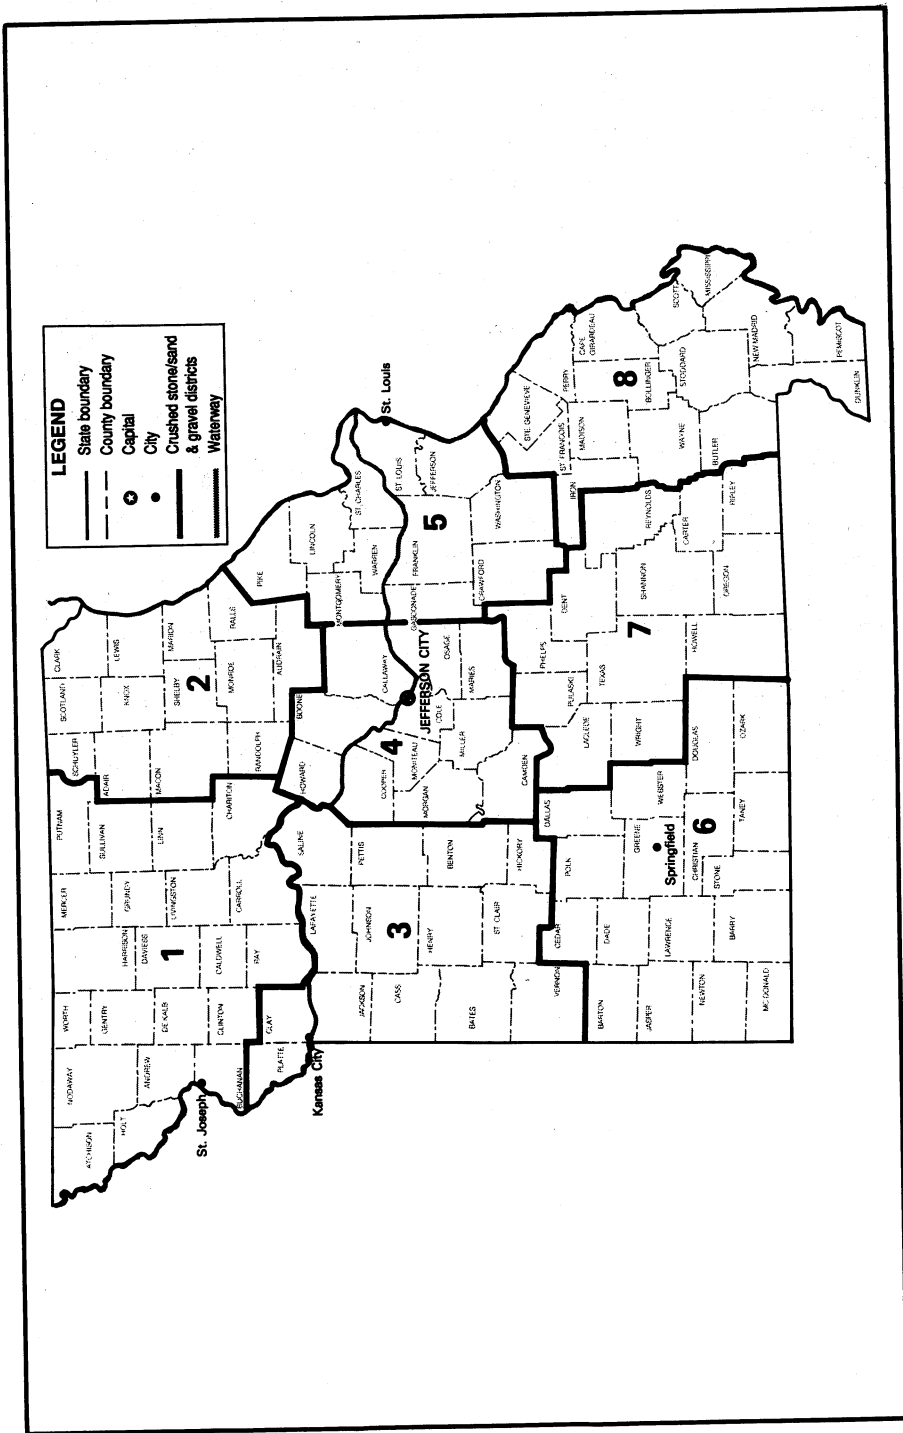 LEGEND
State boundary
County boundary
Capital
City
Crushed stone/sand
& gravel districts
Waterway
ATCHISON
NODAWAY
WORTH
HARRISON
MERCER
PUTNAM
SCHUYLER
SCOTLAND
CLARK
HOLT
ANDREW
GENTRY
DE KALB
DAVIESS
GRUNDY
SULLIVAN
ADAIR
KNOX
LEWIS
LIVINGSTON
LINN
MACON
SHELBY
MARION
1
2
St. Joseph
BUCHANAN
CLINTON
CALDWELL
CARROLL
CHARITON
RANDOLPH
MONROE
RALLS
PLATTE
CLAY
RAY
AUDRAIN
PIKE
Kansas City
JACKSON
LAFAYETTE
SALINE
HOWARD
BOONE
CALLAWAY
MONTGOMERY
LINCOLN
WARREN
ST. CHARLES
St. Louis
ST. LOUIS
CASS
JOHNSON
PETTIS
COOPER
MONITEAU
COLE
JEFFERSON CITY
OSAGE
GASCONADE
FRANKLIN
JEFFERSON
3
4
5
BATES
HENRY
BENTON
MORGAN
MILLER
MARIES
CRAWFORD
WASHINGTON
STE. GENEVIEVE
VERNON
ST. CLAIR
HICKORY
CAMDEN
PULASKI
PHELPS
DENT
IRON
ST. FRANCOIS
PERRY
MADISON
CAPE
GIRARDEAU
BARTON
CEDAR
DADE
POLK
DALLAS
LACLEDE
TEXAS
REYNOLDS
BOLLINGER
8
7
JASPER
LAWRENCE
GREENE
Springfield
WEBSTER
WRIGHT
SHANNON
CARTER
WAYNE
STODDARD
SCOTT
MISSISSIPPI
NEWTON
BARRY
STONE
CHRISTIAN
6
DOUGLAS
HOWELL
OREGON
RIPLEY
BUTLER
NEW MADRID
MC DONALD
TANEY
OZARK
DUNKLIN
PEMISCOT